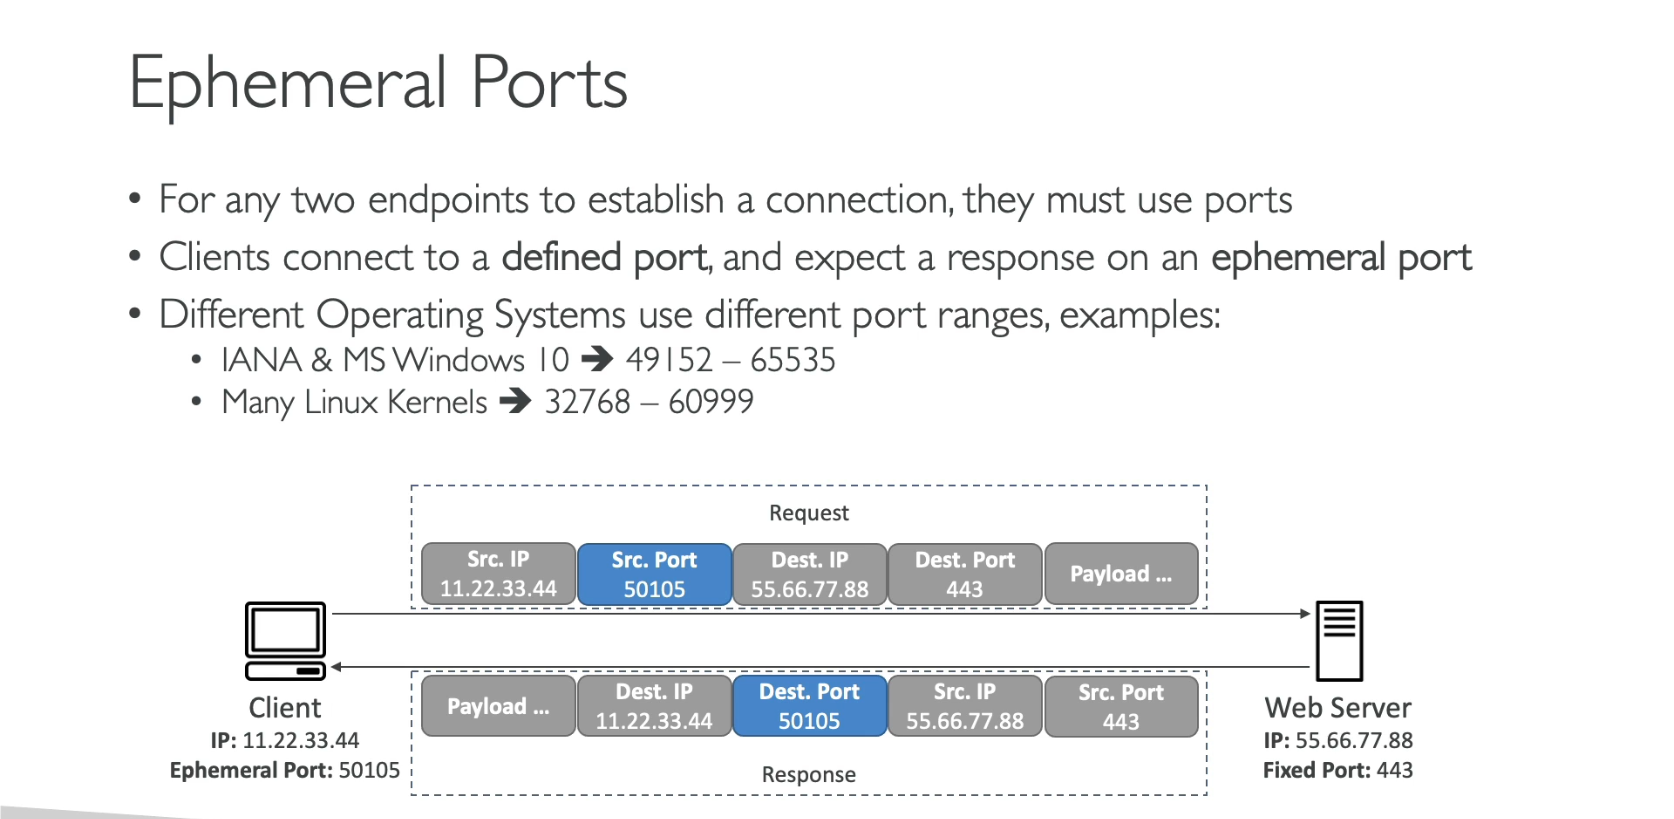 Ephemeral Ports
• For any two endpoints to establish a connection, they must use ports
• Clients connect to a defined port, and expect a response on an ephemeral port
• Different Operating Systems use different port ranges, examples:
• IANA & MS Windows 10 ➔ 49152 – 65535
• Many Linux Kernels ➔ 32768 – 60999
Request
Src. IP
11.22.33.44
Src. Port
50105
Dest. IP
55.66.77.88
Dest. Port
443
Payload ...
Payload ...
Dest. IP
11.22.33.44
Dest. Port
50105
Src. IP
55.66.77.88
Src. Port
443
Response
Client
IP: 11.22.33.44
Ephemeral Port: 50105
Web Server
IP: 55.66.77.88
Fixed Port: 443